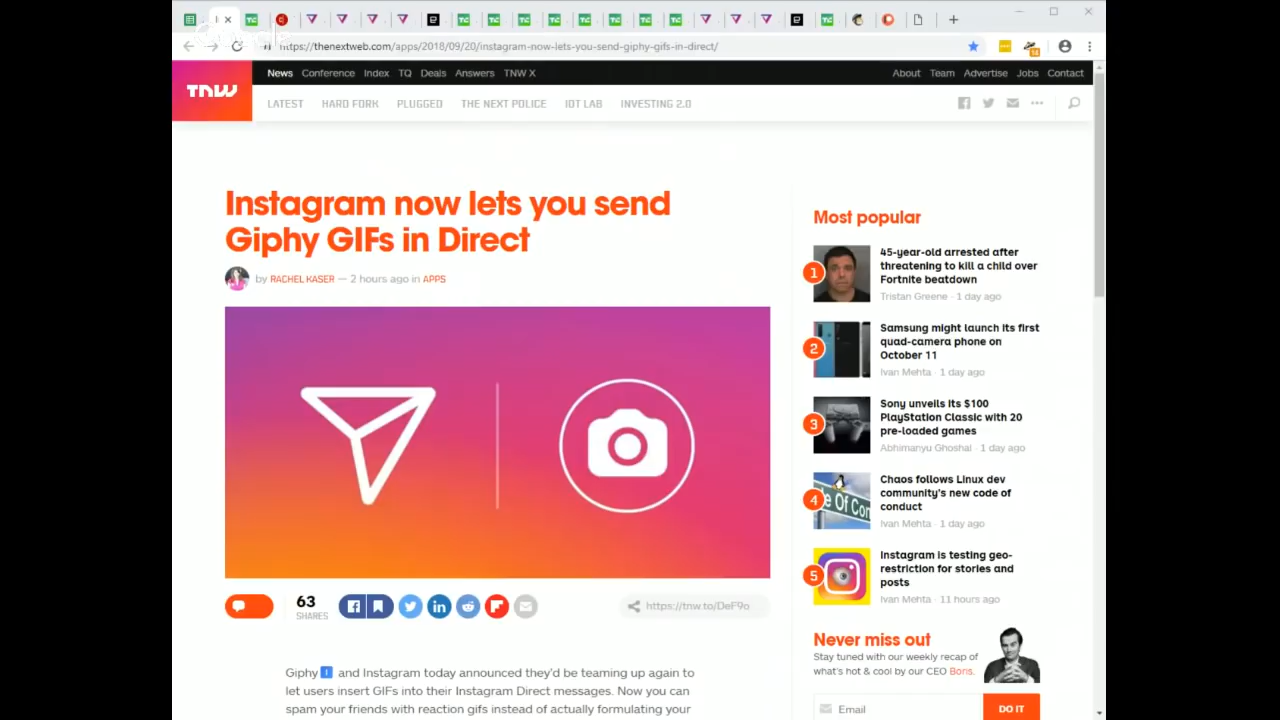 https://thenextweb.com/apps/2018/09/20/instagram-now-lets-you-send-giphy-gifs-in-direct/
News Conference Index TQ Deals Answers TNW X
About Team Advertise Jobs Contact
TNW
LATEST HARD FORK PLUGGED THE NEXT POLICE IOT LAB INVESTING 2.0
Instagram now lets you send
Giphy GIFs in Direct
by RACHEL KASER — 2 hours ago in APPS
63
SHARES
https://tnw.to/DeF9o
Giphy and Instagram today announced they'd be teaming up again to
let users insert GIFs into their Instagram Direct messages. Now you can
spam your friends with reaction gifs instead of actually formulating your
Most popular
1
45-year-old arrested after
threatening to kill a child over
Fortnite beatdown
Tristan Greene · 1 day ago
2
Samsung might launch its first
quad-camera phone on
October 11
Ivan Mehta · 1 day ago
3
Sony unveils its $100
PlayStation Classic with 20
pre-loaded games
Abhimanyu Ghoshal · 1 day ago
4
Chaos follows Linux dev
community's new code of
conduct
Ivan Mehta · 1 day ago
5
Instagram is testing geo-
restriction for stories and
posts
Ivan Mehta · 11 hours ago
Never miss out
Stay tuned with our weekly recap of
what's hot & cool by our CEO Boris.
Email
DO IT